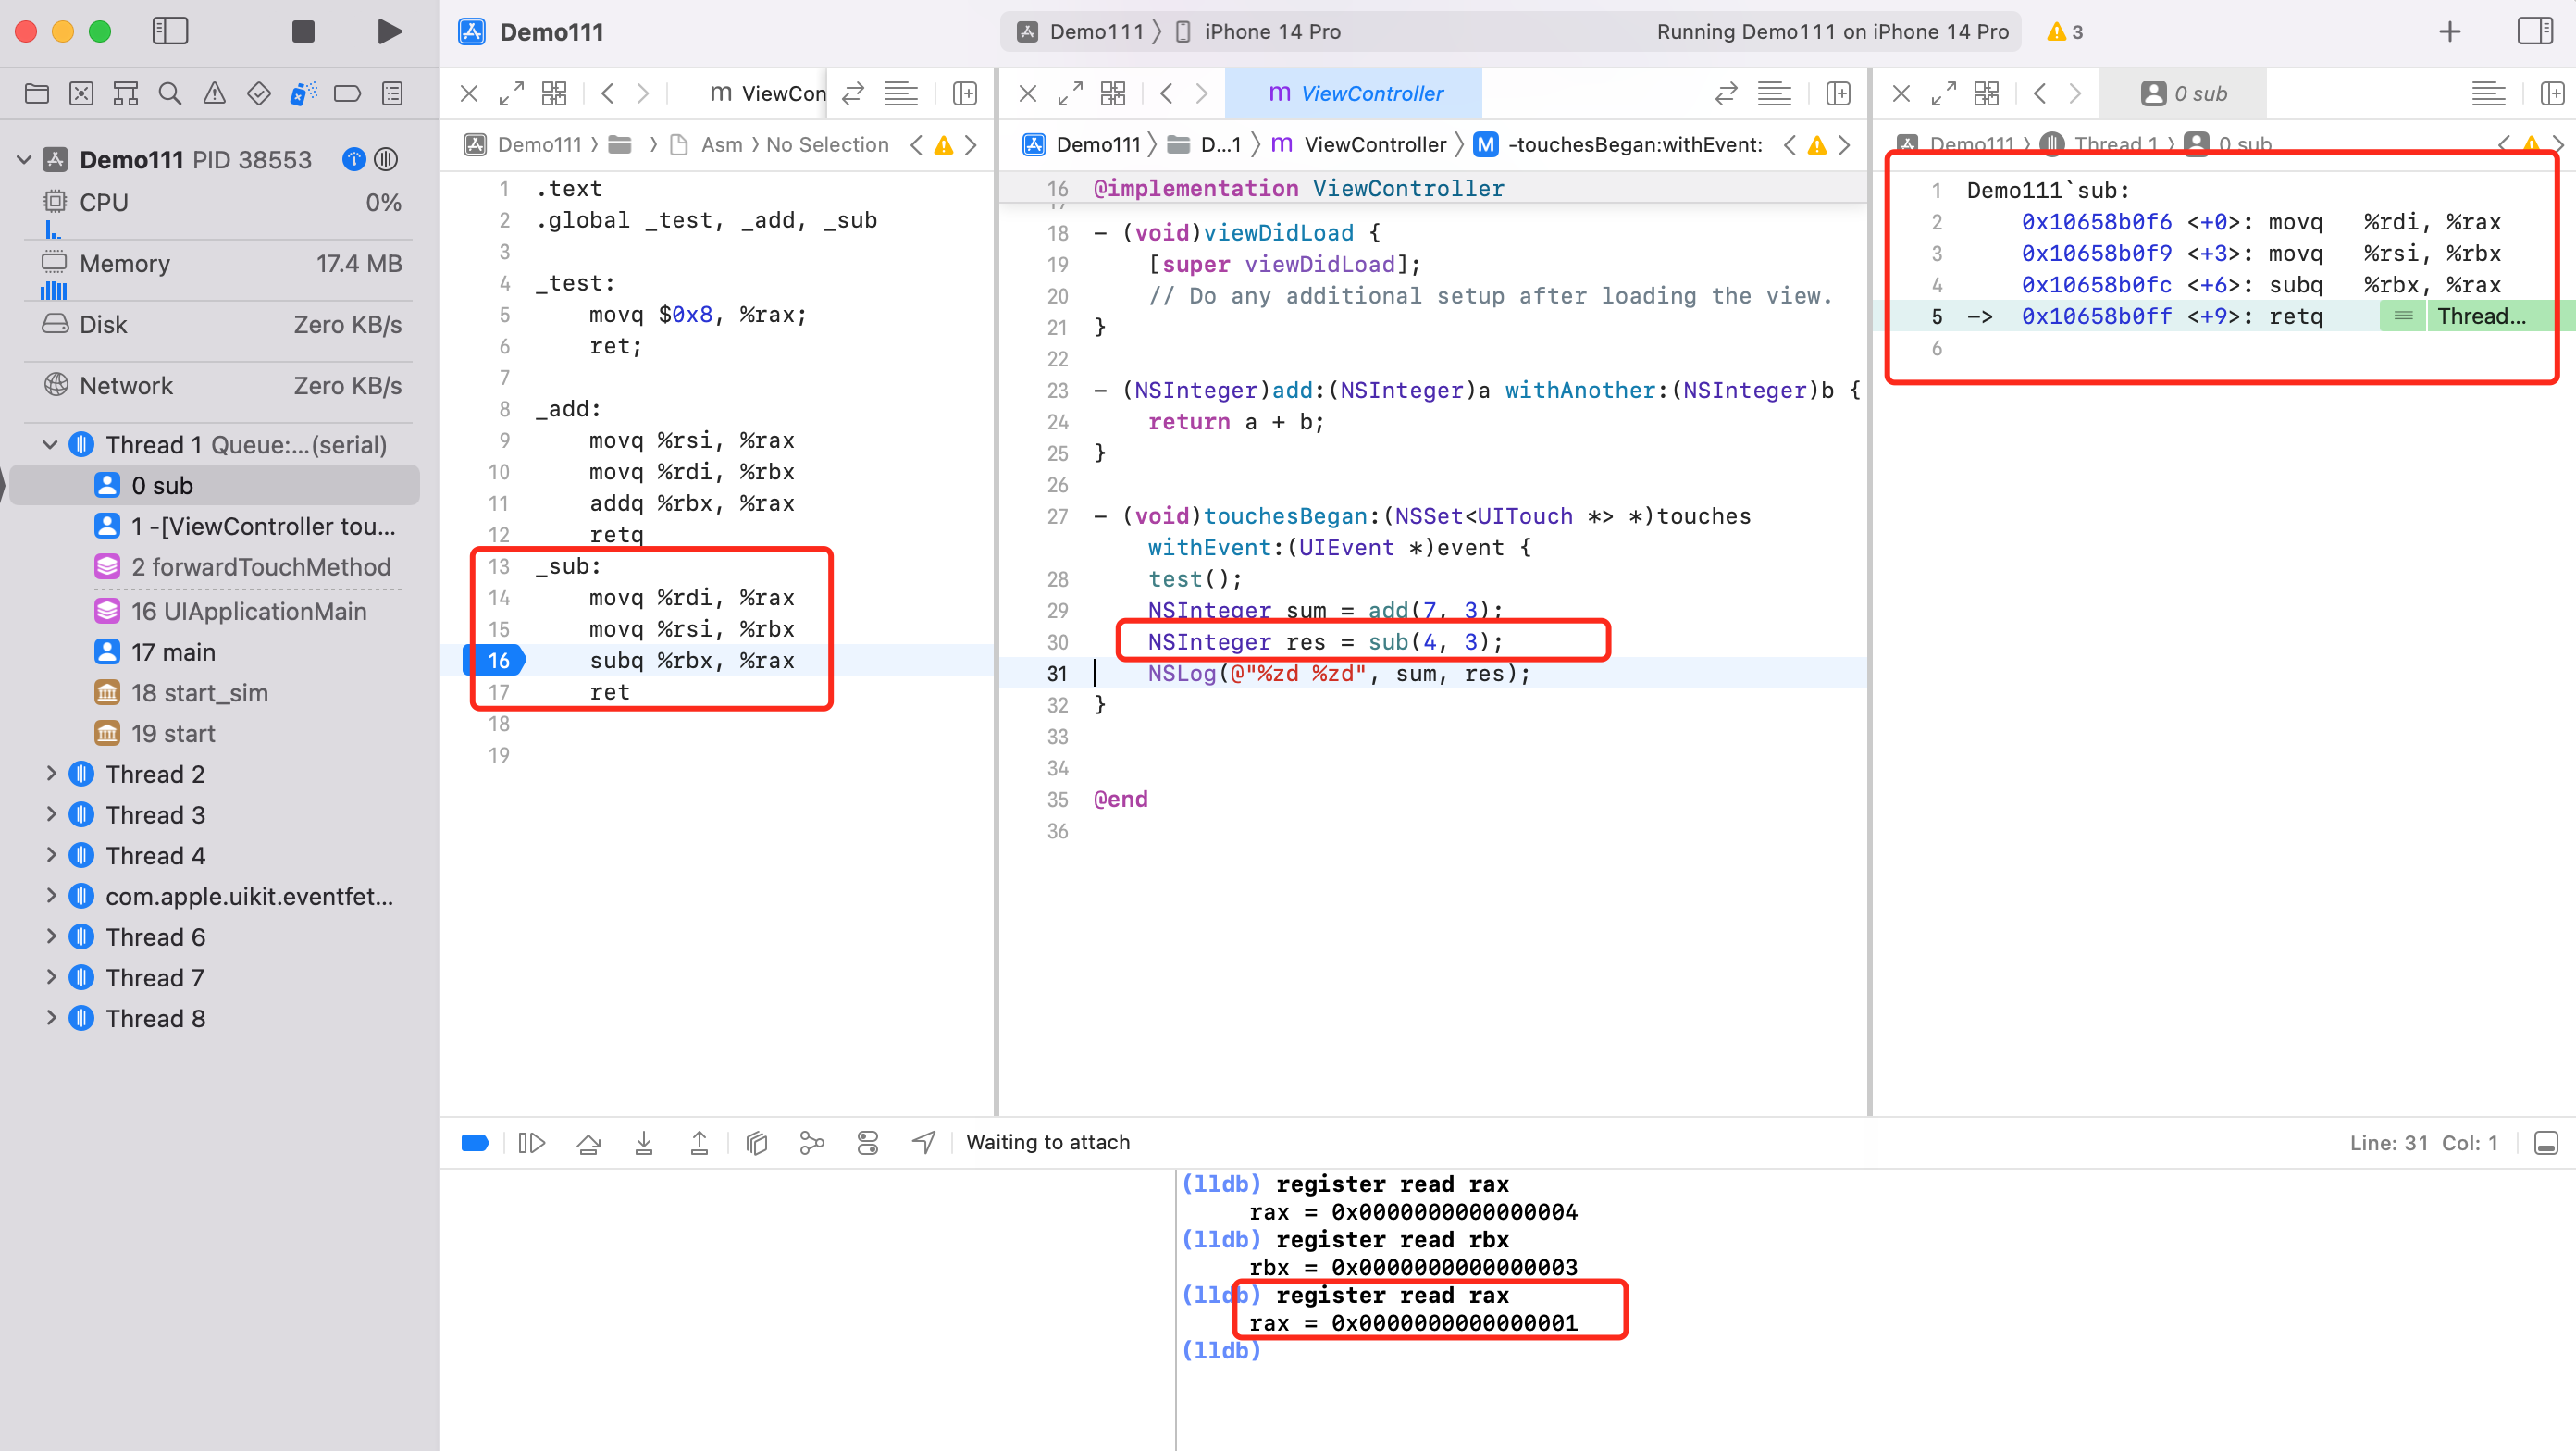 Demo111
Demo111 〉 iPhone 14 Pro
Running Demo111 on iPhone 14 Pro
3
Demo111 PID 38553
CPU 0%
Memory 17.4 MB
Disk Zero KB/s
Network Zero KB/s
Thread 1 Queue:...(serial)
0 sub
1 -[ViewController tou...
2 forwardTouchMethod
16 UIApplicationMain
17 main
18 start_sim
19 start
Thread 2
Thread 3
Thread 4
com.apple.uikit.eventfet...
Thread 6
Thread 7
Thread 8
m ViewCon
Demo111 〉 〉 Asm 〉 No Selection
1 .text
2 .global _test, _add, _sub
3
4 _test:
5 movq $0x8, %rax;
6 ret;
7
8 _add:
9 movq %rsi, %rax
10 movq %rdi, %rbx
11 addq %rbx, %rax
12 retq
13 _sub:
14 movq %rdi, %rax
15 movq %rsi, %rbx
16 subq %rbx, %rax
17 ret
18
19
m ViewController
Demo111 〉 D...1 〉 m ViewController 〉 M -touchesBegan:withEvent:
16 @implementation ViewController
17
18 - (void)viewDidLoad {
19 [super viewDidLoad];
20 // Do any additional setup after loading the view.
21 }
22
23 - (NSInteger)add:(NSInteger)a withAnother:(NSInteger)b {
24 return a + b;
25 }
26
27 - (void)touchesBegan:(NSSet<UITouch *> *)touches
withEvent:(UIEvent *)event {
28 test();
29 NSInteger sum = add(7, 3);
30 NSInteger res = sub(4, 3);
31 NSLog(@"%zd %zd", sum, res);
32 }
33
34
35 @end
36
0 sub
Demo111 〉 Thread 1 〉 0 sub
1 Demo111`sub:
2 0x10658b0f6 <+0>: movq %rdi, %rax
3 0x10658b0f9 <+3>: movq %rsi, %rbx
4 0x10658b0fc <+6>: subq %rbx, %rax
5 -> 0x10658b0ff <+9>: retq Thread...
6
Waiting to attach
Line: 31 Col: 1
(lldb) register read rax
rax = 0x0000000000000004
(lldb) register read rbx
rbx = 0x0000000000000003
(lldb) register read rax
rax = 0x0000000000000001
(lldb)